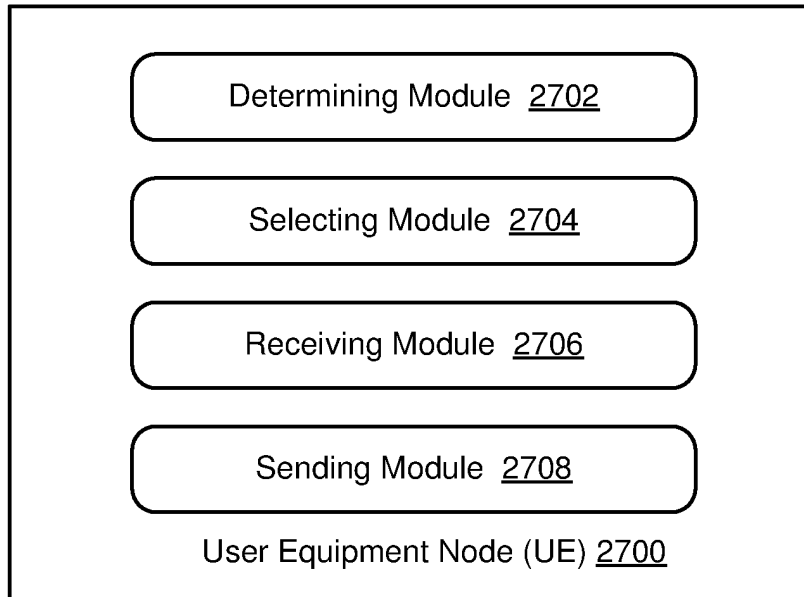 Determining Module 2702
Selecting Module 2704
Receiving Module 2706
Sending Module 2708
User Equipment Node (UE) 2700